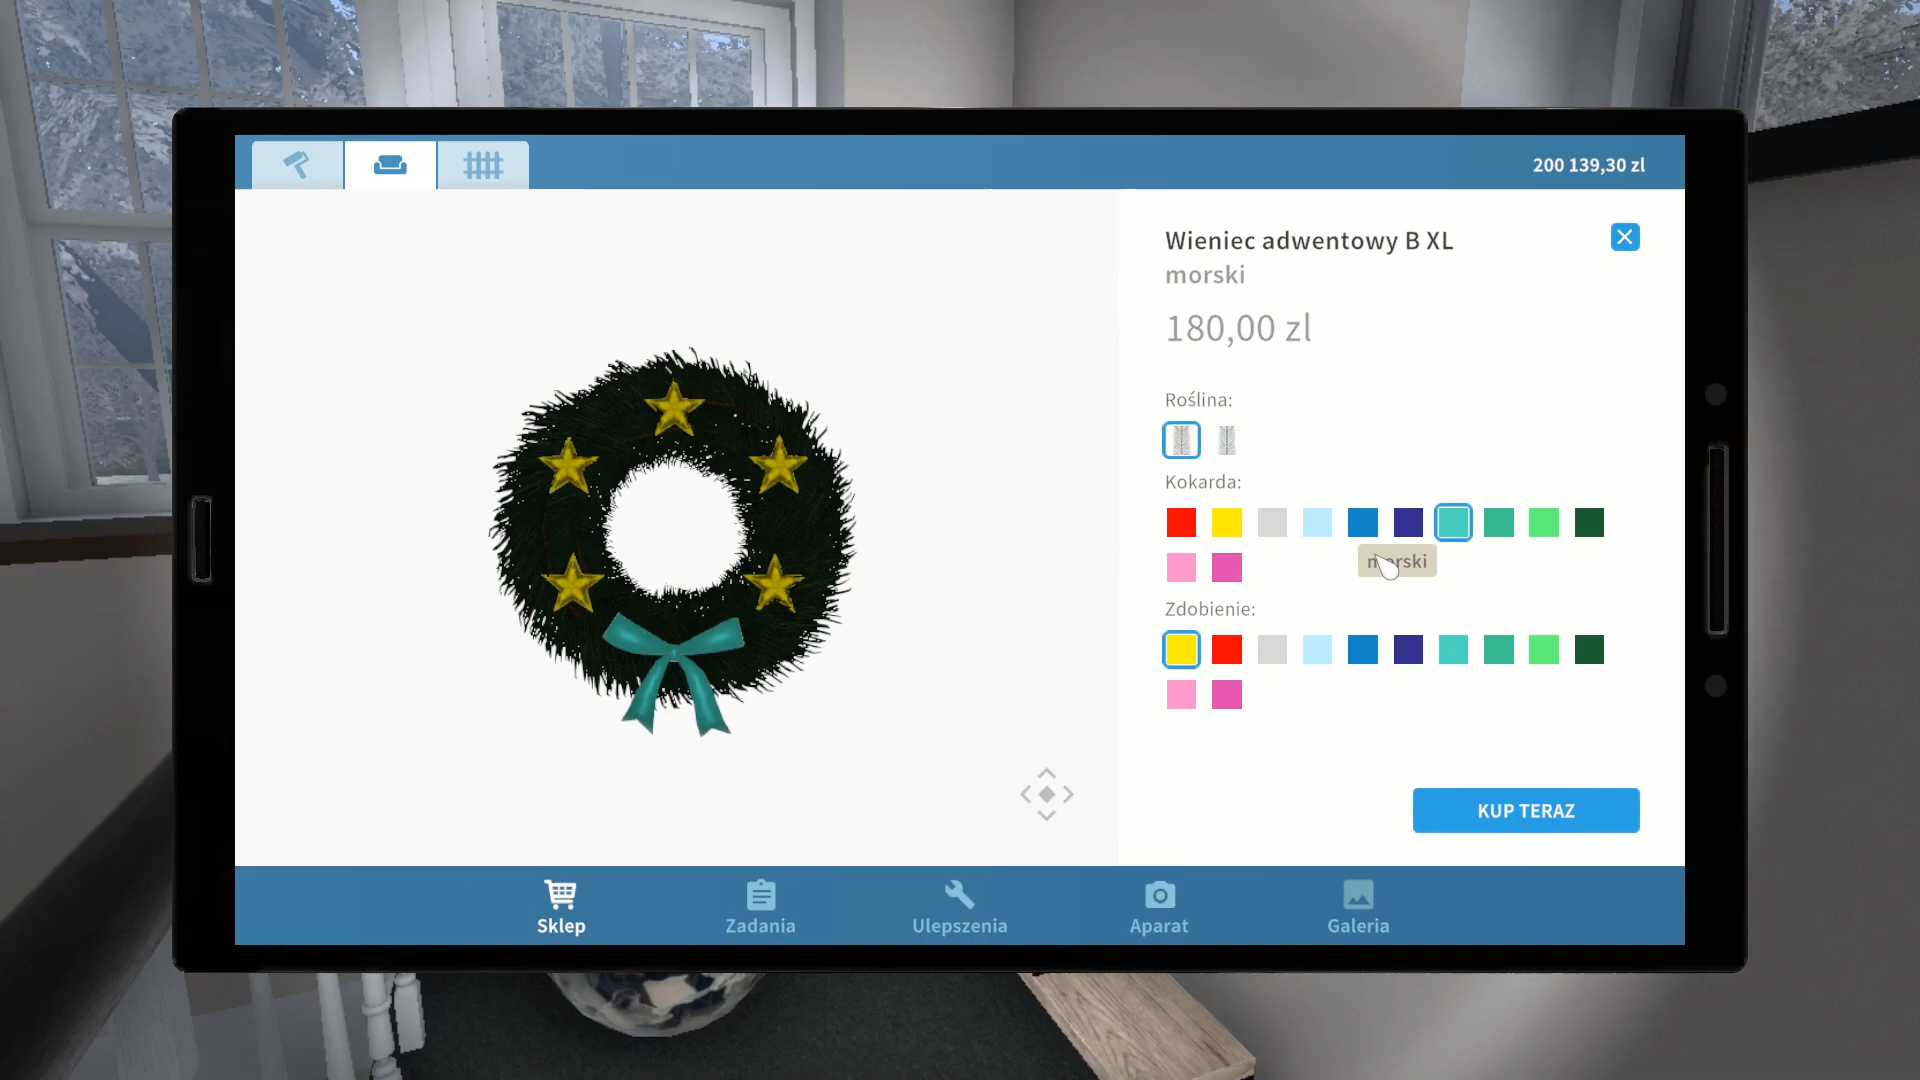 200 139,30 zl
Wieniec adwentowy B XL
morski
180,00 zl
Roślina:
Kokarda:
morski
Zdobienie:
KUP TERAZ
Sklep
Zadania
Ulepszenia
Aparat
Galeria